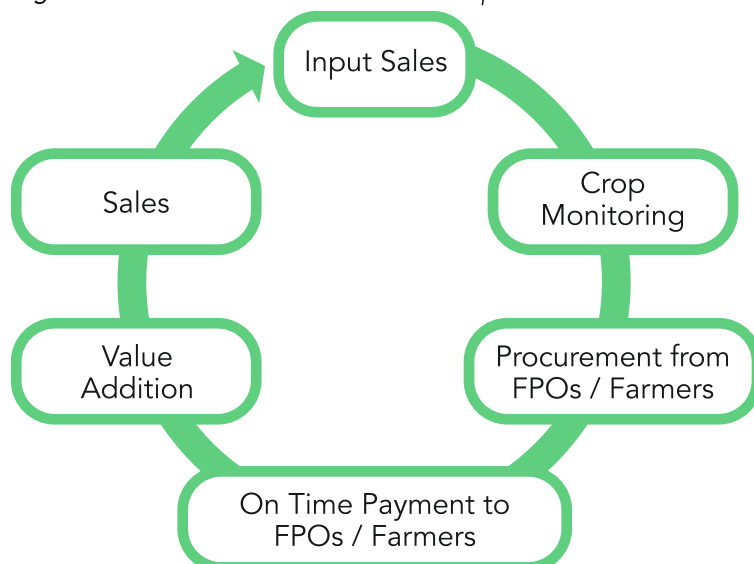 Input Sales
Crop
Monitoring
Procurement from
FPOs / Farmers
On Time Payment to
FPOs / Farmers
Value
Addition
Sales